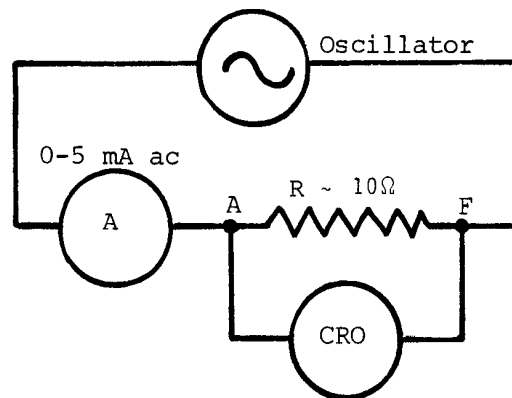 Oscillator
0-5 mA ac
A
A
R ~ 10Ω
F
CRO